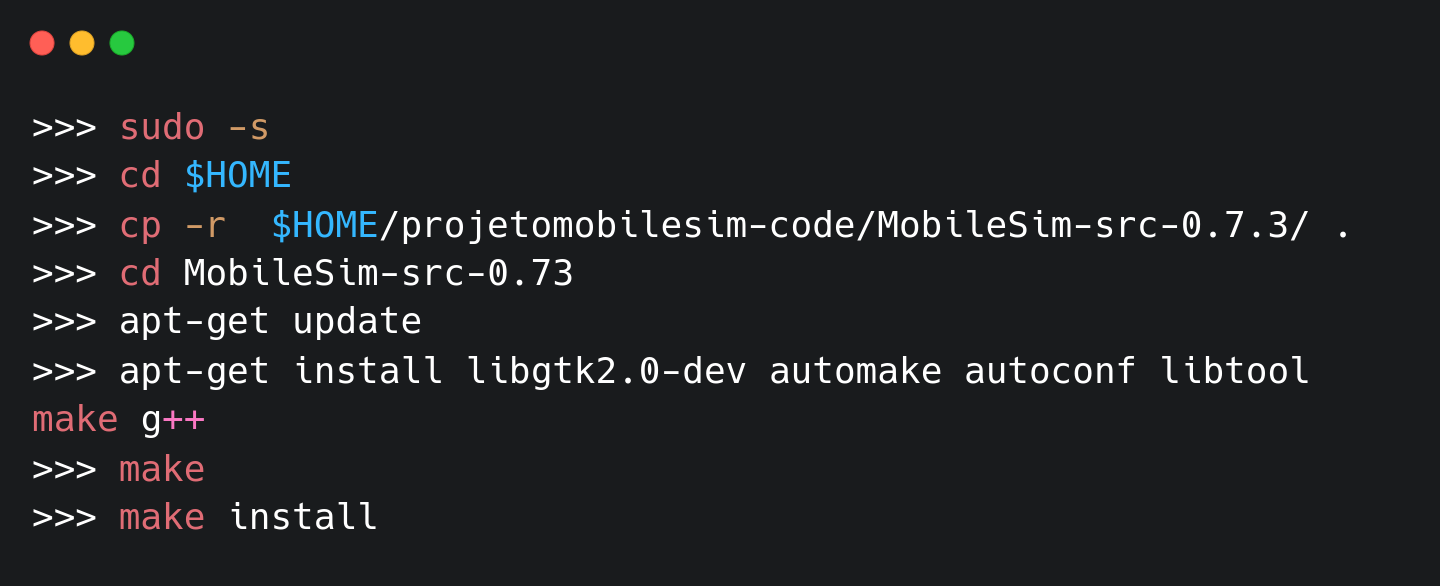 >>> sudo -s
>>> cd $HOME
>>> cp -r  $HOME/projetomobilesim-code/MobileSim-src-0.7.3/ .
>>> cd MobileSim-src-0.73
>>> apt-get update
>>> apt-get install libgtk2.0-dev automake autoconf libtool
make g++
>>> make
>>> make install